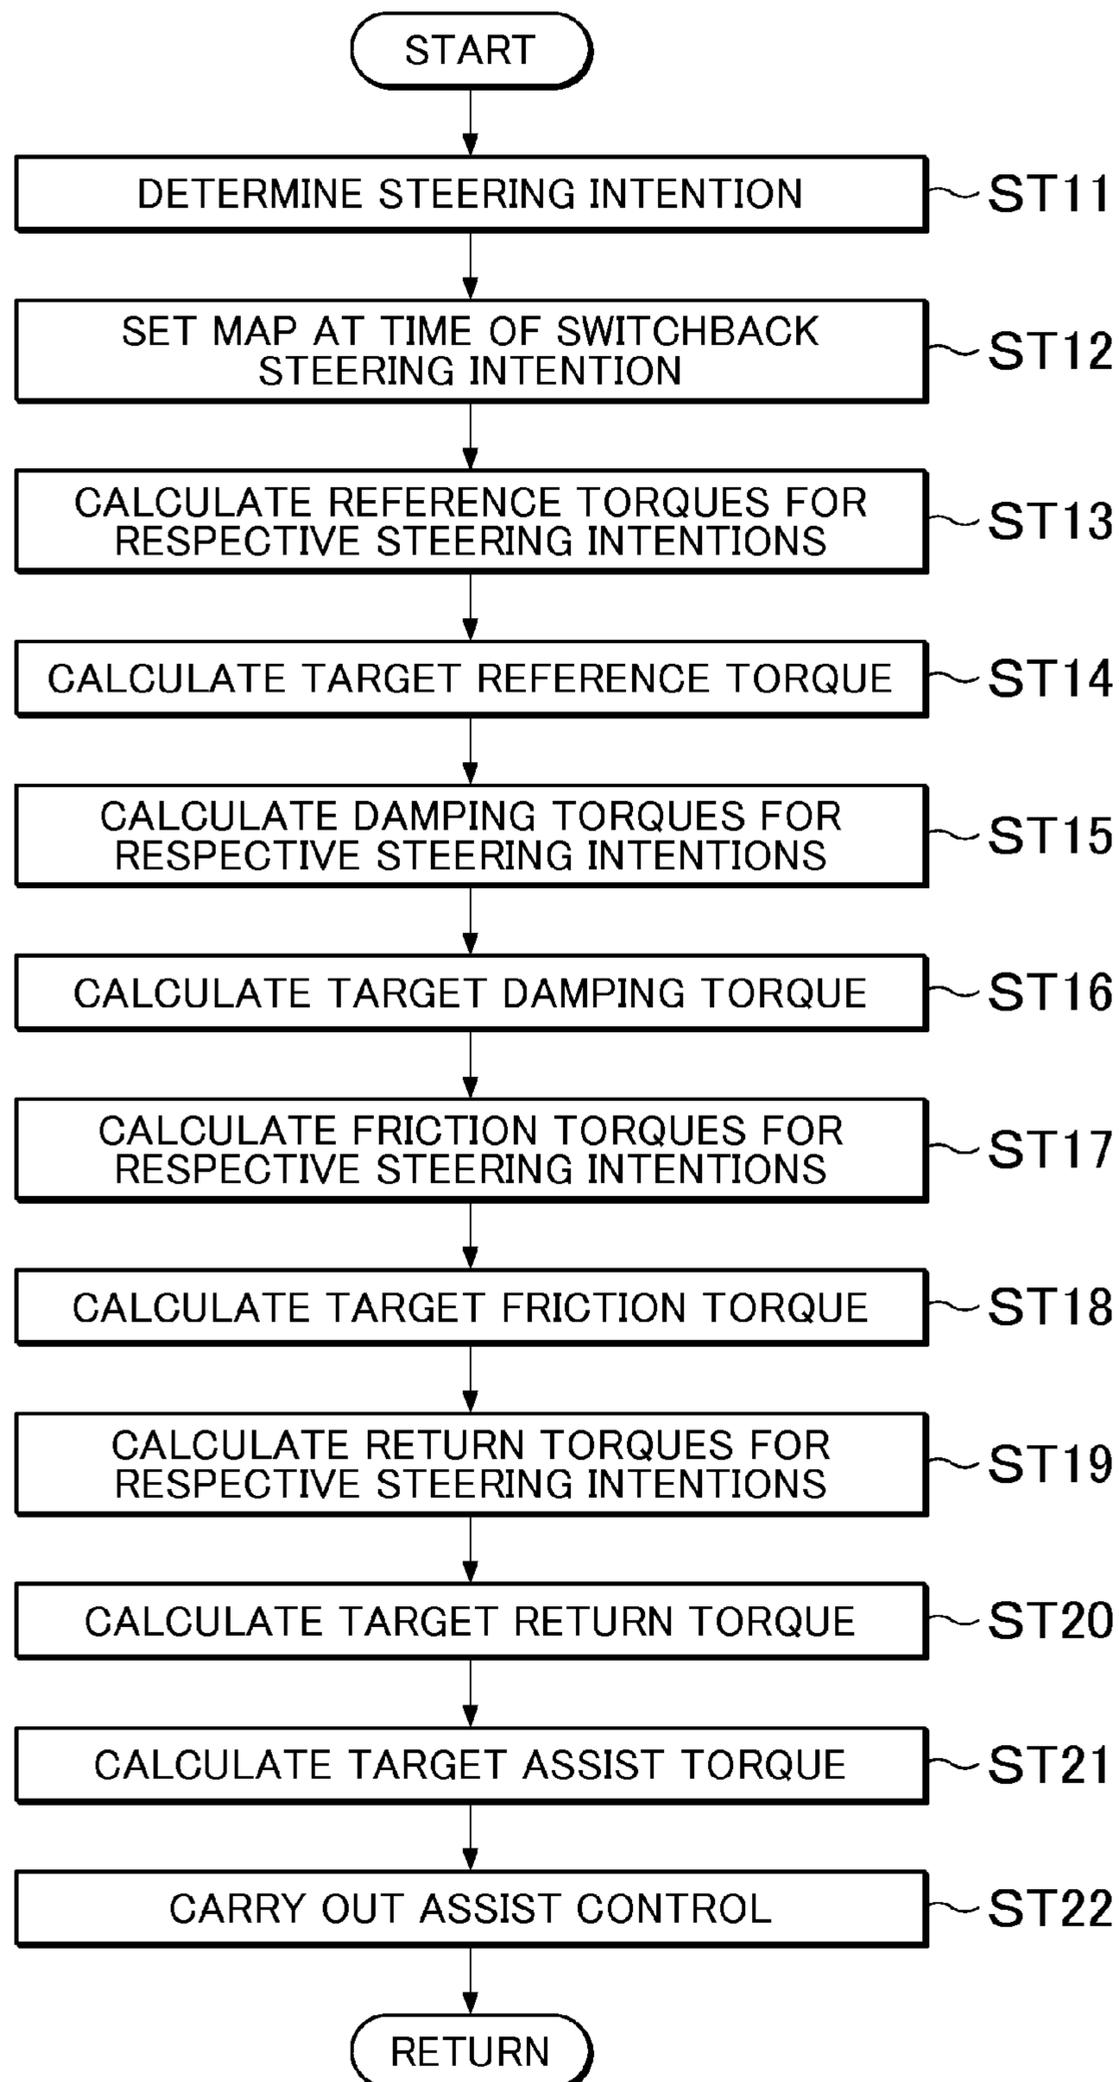 START
DETERMINE STEERING INTENTION
ST11
SET MAP AT TIME OF SWITCHBACK
STEERING INTENTION
ST12
CALCULATE REFERENCE TORQUES FOR
RESPECTIVE STEERING INTENTIONS
ST13
CALCULATE TARGET REFERENCE TORQUE
ST14
CALCULATE DAMPING TORQUES FOR
RESPECTIVE STEERING INTENTIONS
ST15
CALCULATE TARGET DAMPING TORQUE
ST16
CALCULATE FRICTION TORQUES FOR
RESPECTIVE STEERING INTENTIONS
ST17
CALCULATE TARGET FRICTION TORQUE
ST18
CALCULATE RETURN TORQUES FOR
RESPECTIVE STEERING INTENTIONS
ST19
CALCULATE TARGET RETURN TORQUE
ST20
CALCULATE TARGET ASSIST TORQUE
ST21
CARRY OUT ASSIST CONTROL
ST22
RETURN